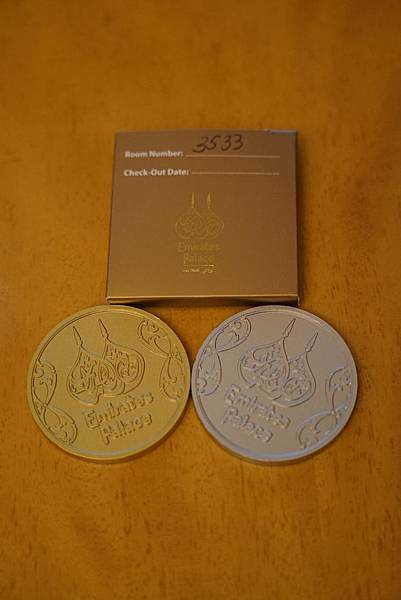 Room Number: 3533
Check-Out Date:
Emirates
Palace
Emirates
Palace
Emirates
Palace